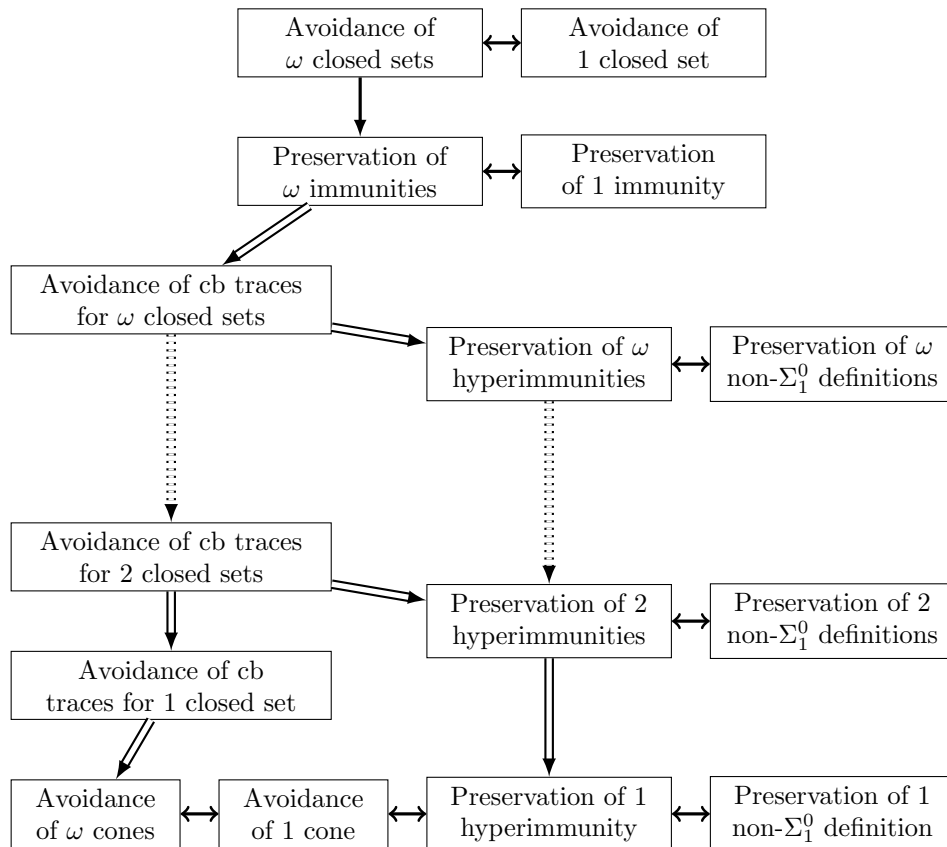 Avoidance of
ω closed sets
Avoidance of
1 closed set
Preservation of
ω immunities
Preservation
of 1 immunity
Avoidance of cb traces
for ω closed sets
Preservation of ω
hyperimmunities
Preservation of ω
non-Σ⁰₁ definitions
Avoidance of cb traces
for 2 closed sets
Preservation of 2
hyperimmunities
Preservation of 2
non-Σ⁰₁ definitions
Avoidance of cb
traces for 1 closed set
Avoidance
of ω cones
Avoidance
of 1 cone
Preservation of 1
hyperimmunity
Preservation of 1
non-Σ⁰₁ definition